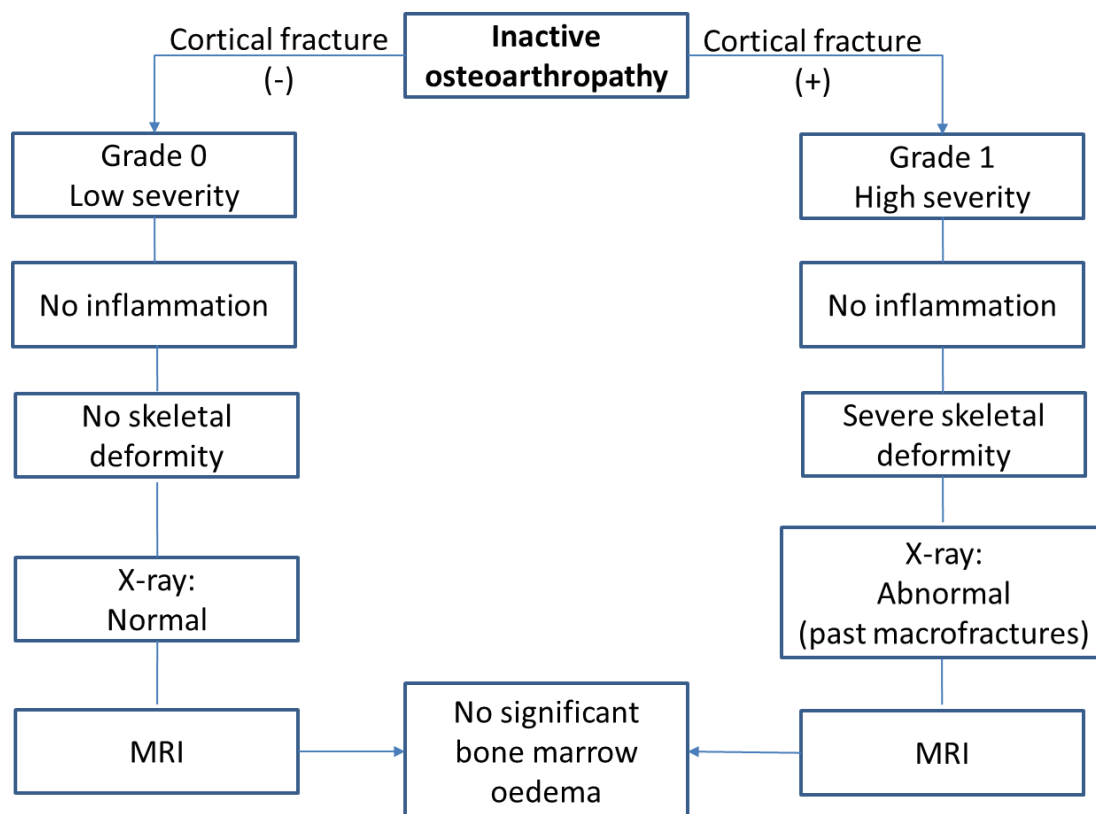 Inactive
osteoarthropathy
Cortical fracture
(-)
Cortical fracture
(+)
Grade 0
Low severity
Grade 1
High severity
No inflammation
No inflammation
No skeletal
deformity
Severe skeletal
deformity
X-ray:
Normal
X-ray:
Abnormal
(past macrofractures)
MRI
No significant
bone marrow
oedema
MRI